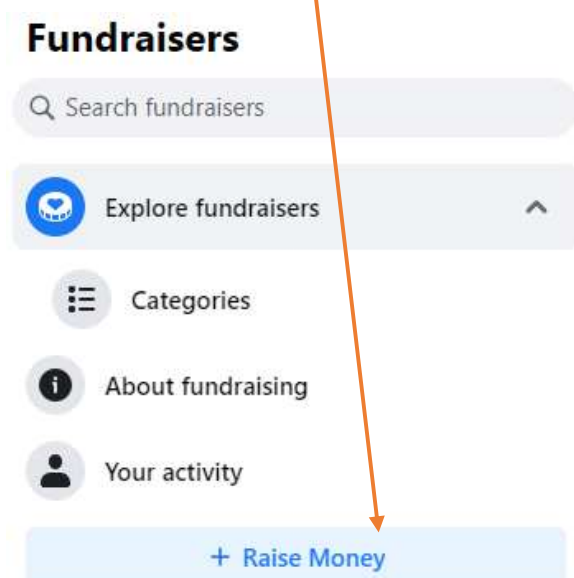 Fundraisers
Search fundraisers
Explore fundraisers
Categories
About fundraising
Your activity
+ Raise Money